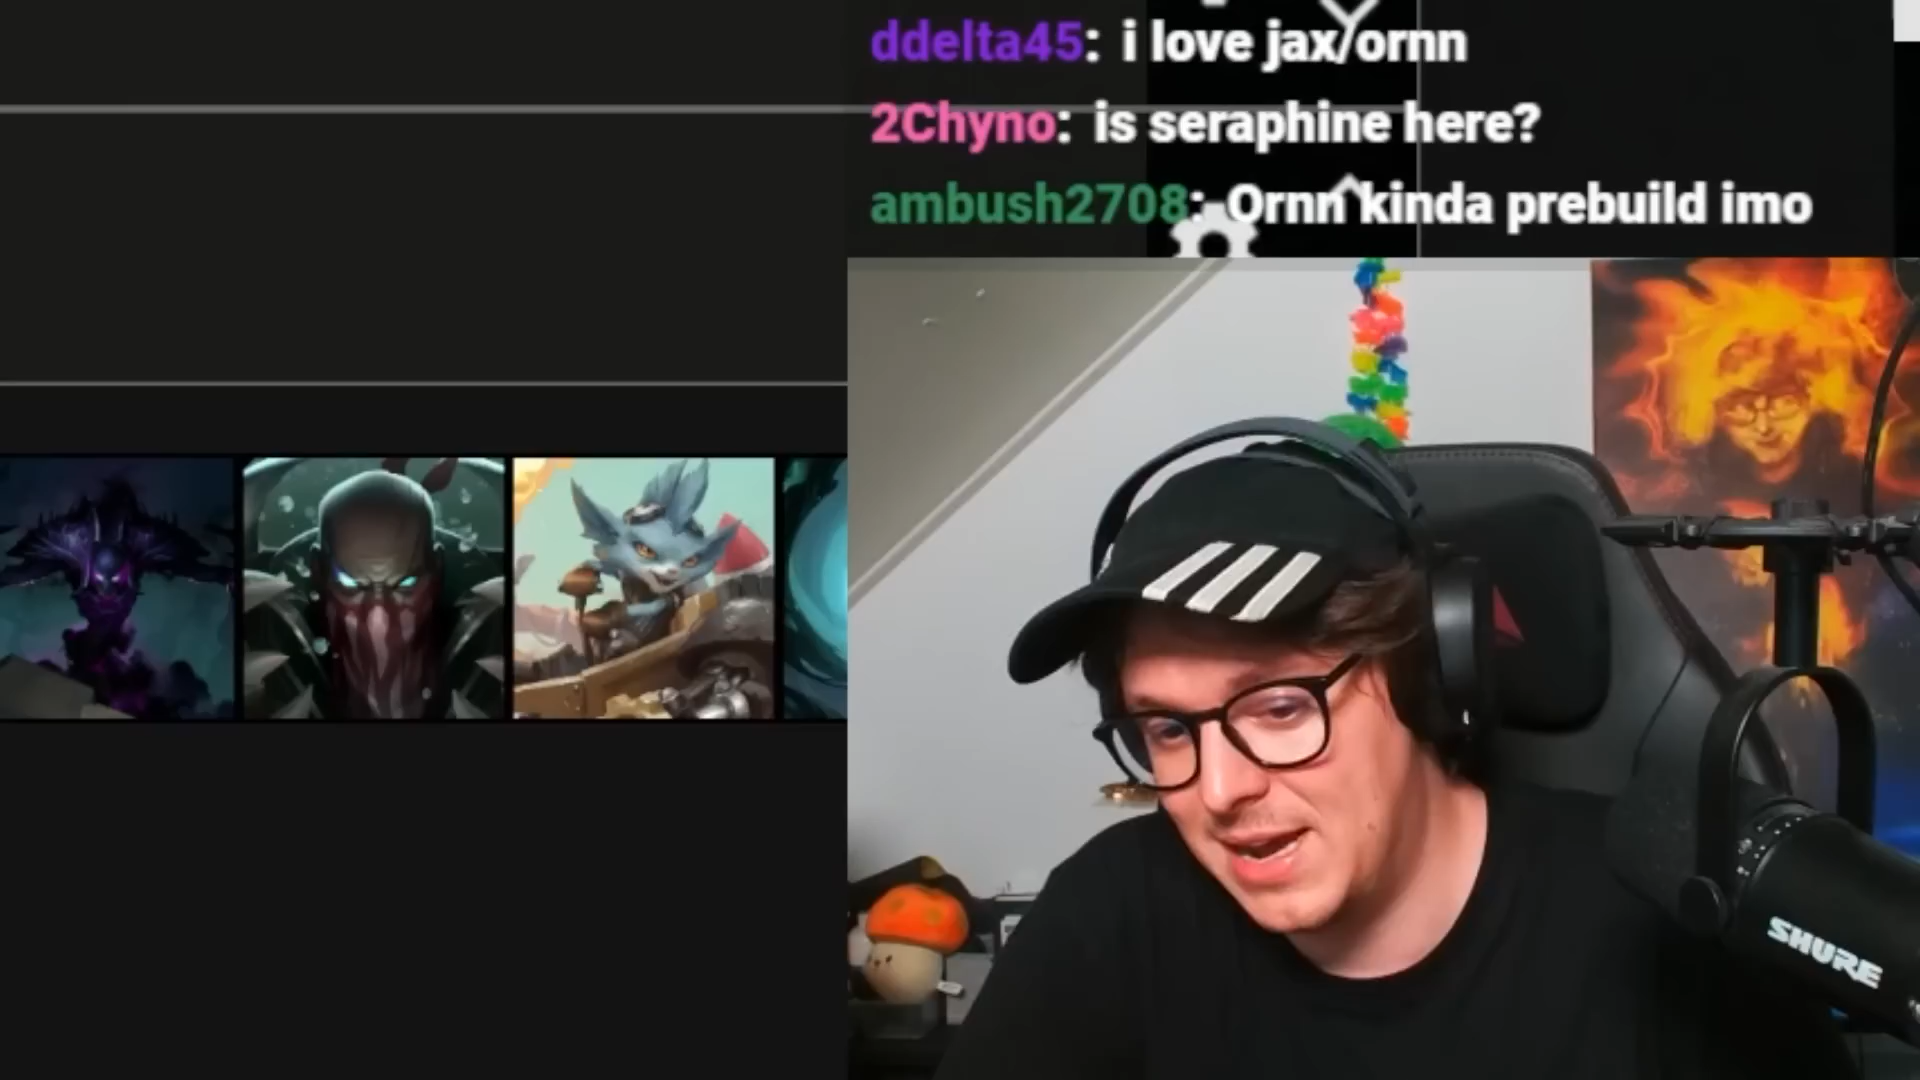 ddelta45: i love jax/ornn
2Chyno: is seraphine here?
ambush2708: Ornn kinda prebuild imo
SHURE